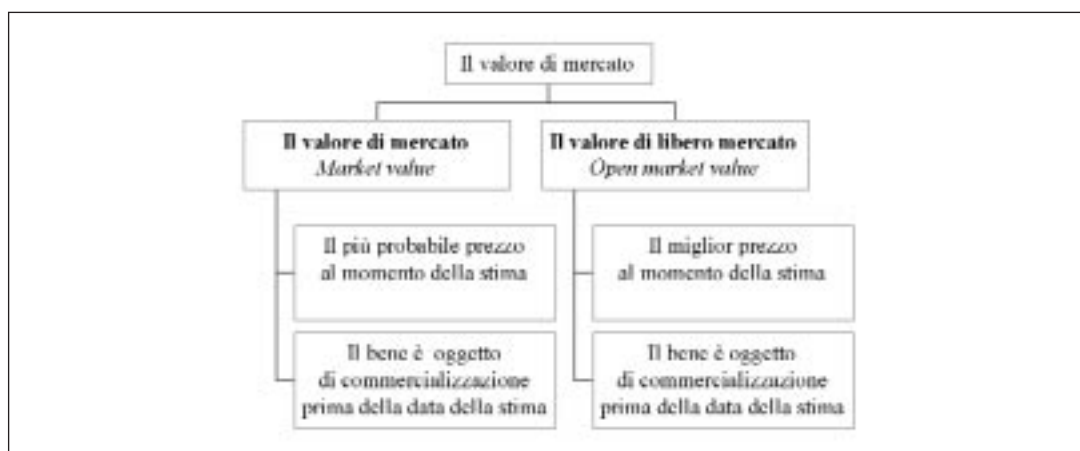 Il valore di mercato
Il valore di mercato
Market value
Il valore di libero mercato
Open market value
Il più probabile prezzo
al momento della stima
Il miglior prezzo
al momento della stima
Il bene è oggetto
di commercializzazione
prima della data della stima
Il bene è oggetto
di commercializzazione
prima della data della stima